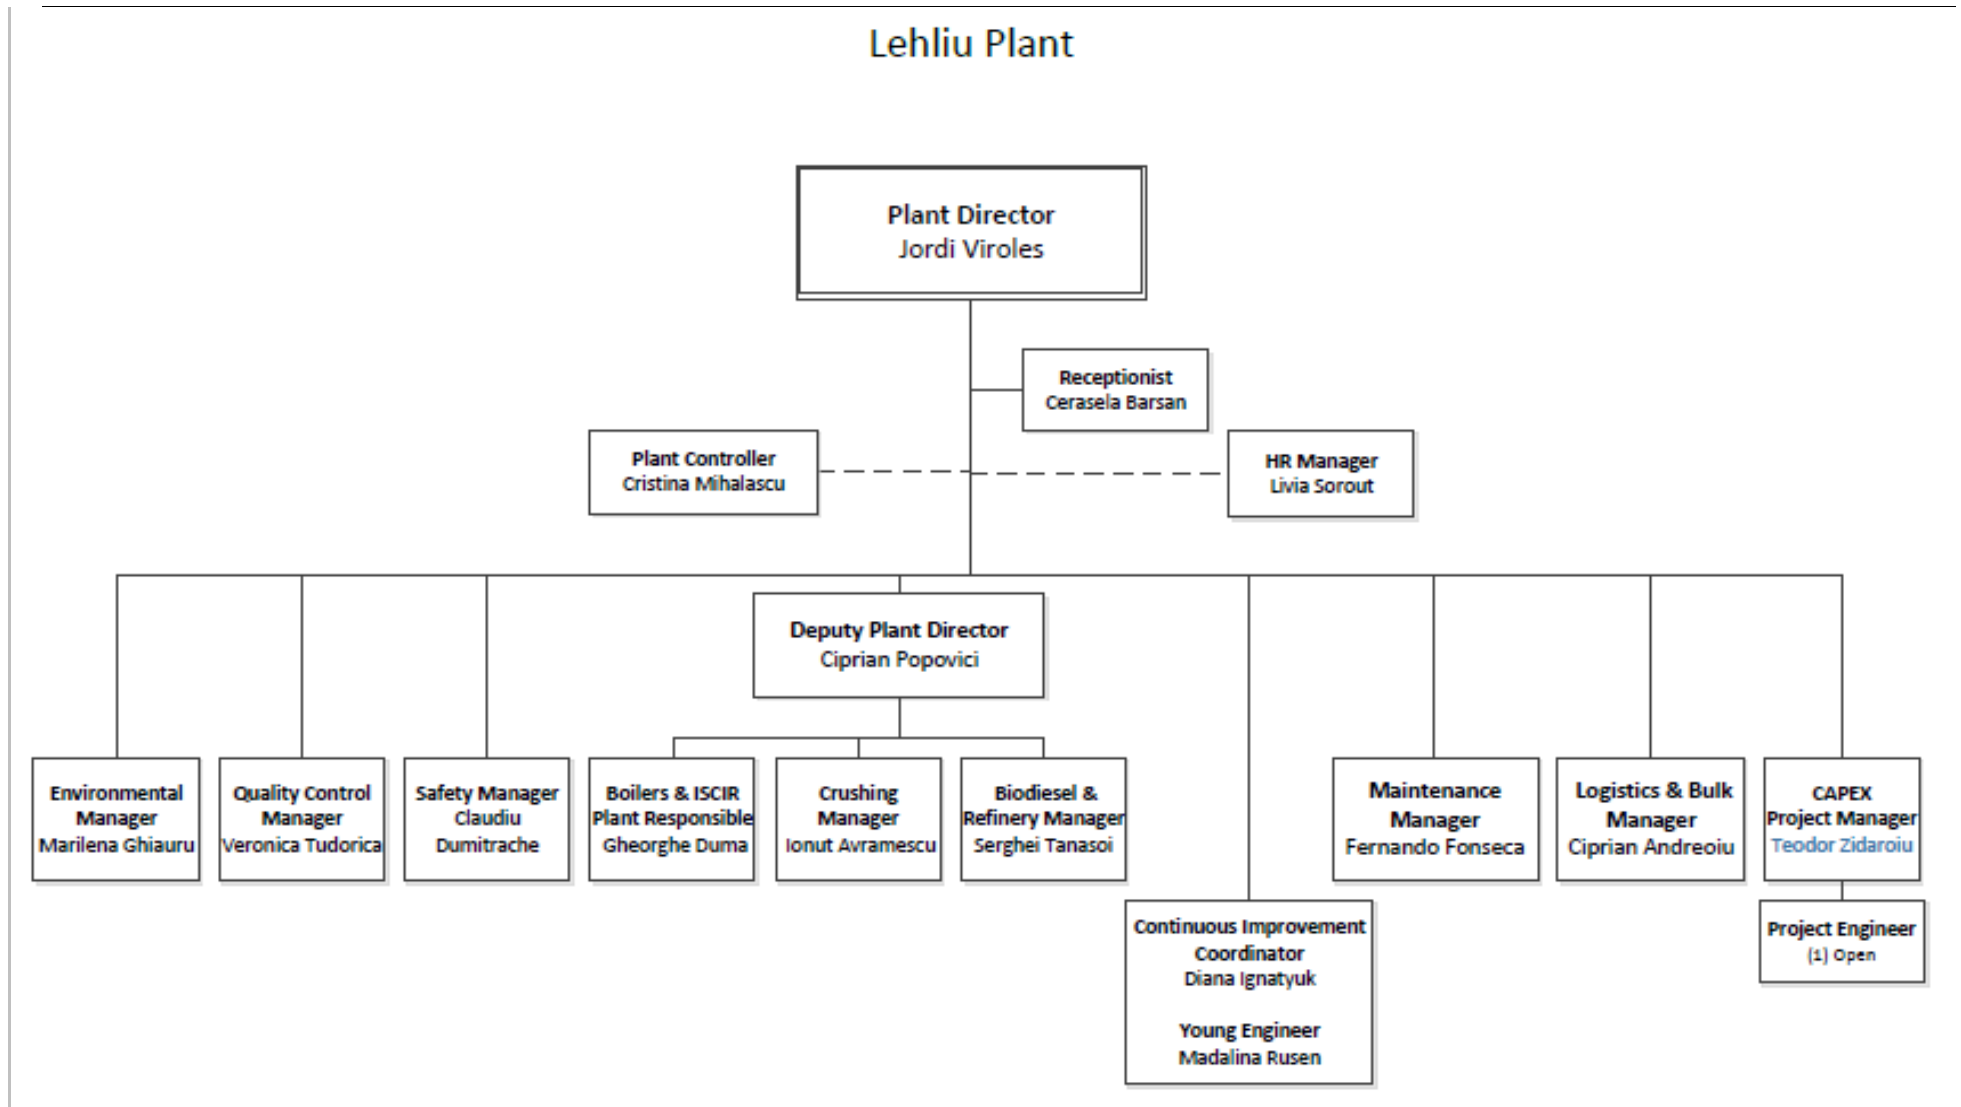 Lehliu Plant
Plant Director
Jordi Viroles
Receptionist
Cerasela Barsan
Plant Controller
Cristina Mihalascu
HR Manager
Livia Sorout
Deputy Plant Director
Ciprian Popovici
Environmental
Manager
Marilena Ghiauru
Quality Control
Manager
Veronica Tudorica
Safety Manager
Claudiu
Dumitrache
Boilers & ISCIR
Plant Responsible
Gheorghe Duma
Crushing
Manager
Ionut Avramescu
Biodiesel &
Refinery Manager
Serghei Tanasoi
Maintenance
Manager
Fernando Fonseca
Logistics & Bulk
Manager
Ciprian Andreoiu
CAPEX
Project Manager
Teodor Zidaroiu
Continuous Improvement
Coordinator
Diana Ignatyuk
Young Engineer
Madalina Rusen
Project Engineer
(1) Open